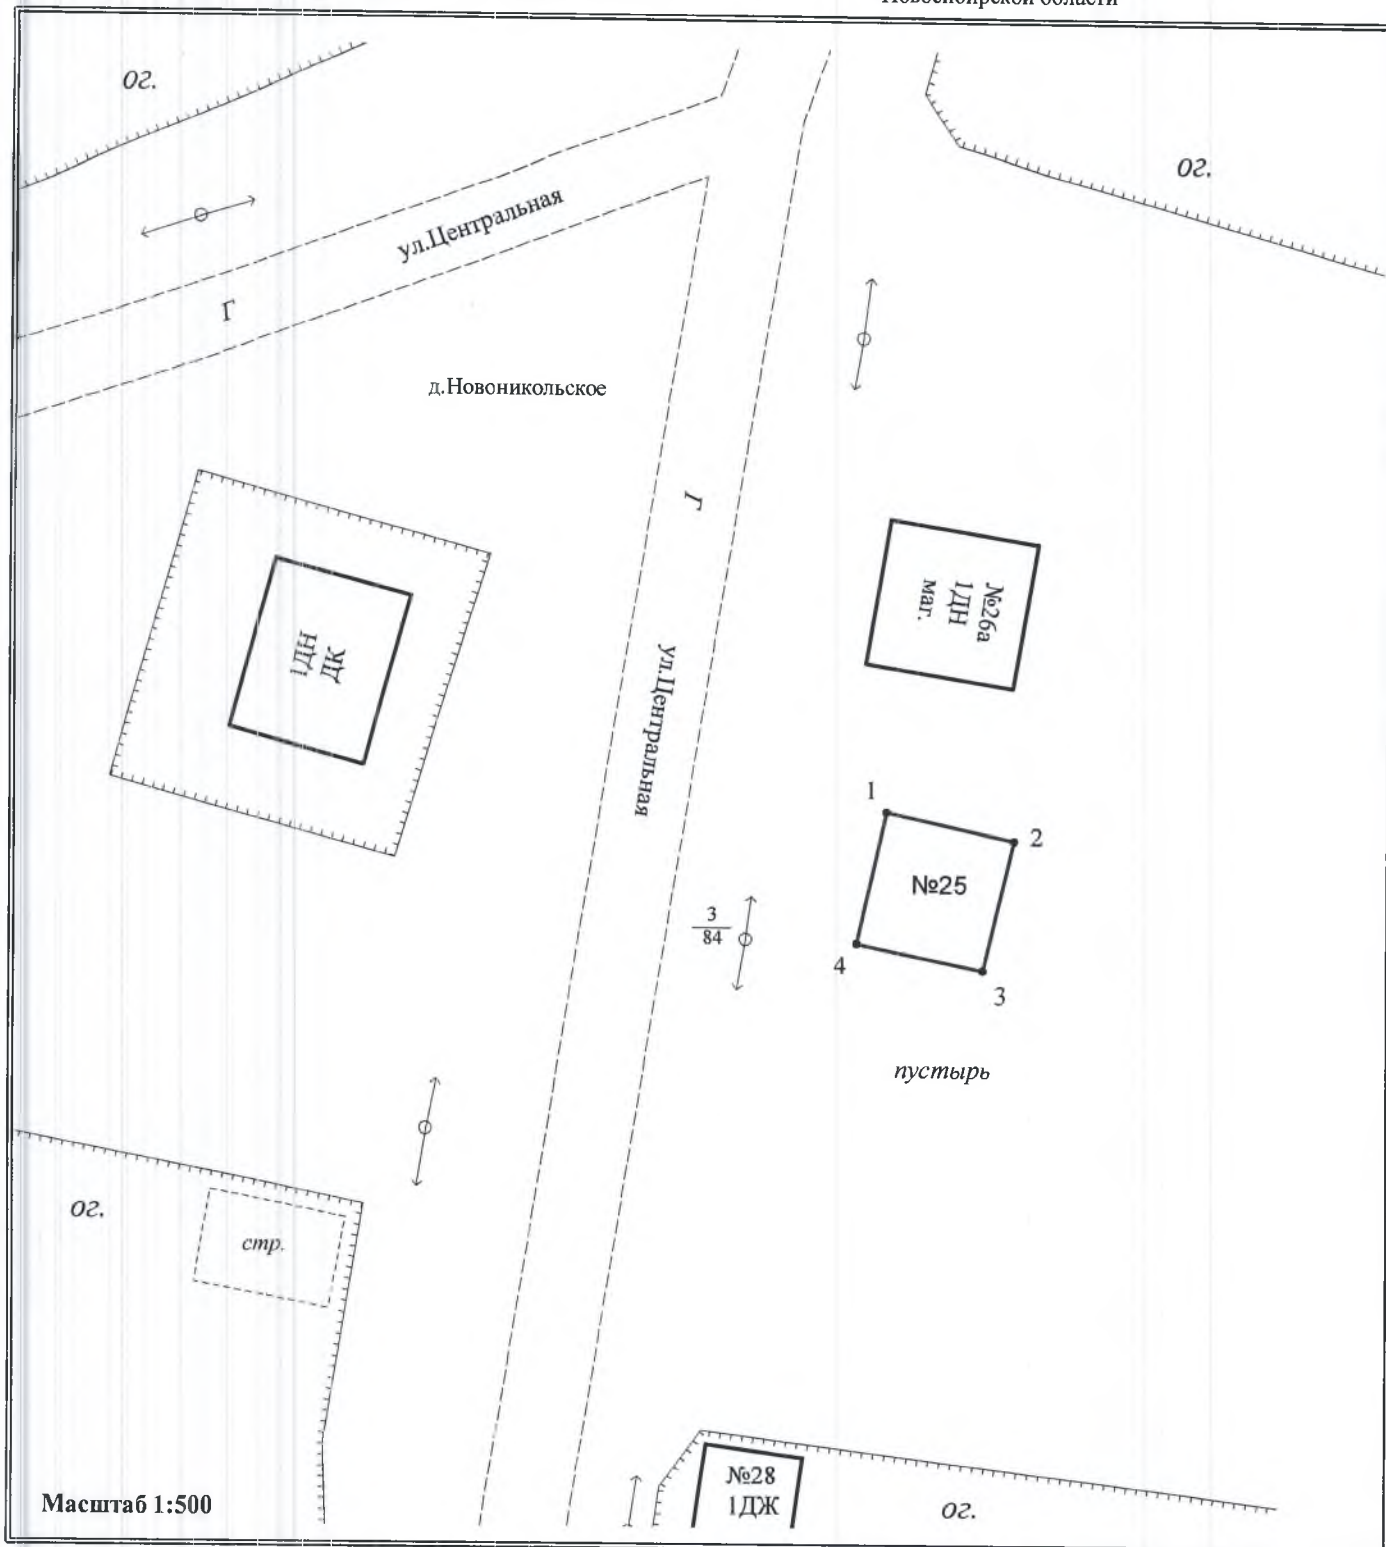 Новосибирской области
ог.
ог.
ул.Центральная
Г
д.Новоникольское
Г
№26а
1ДН
маг.
ДК
1ДН
ул.Центральная
1
2
№25
3
84
4
3
пустырь
ог.
стр.
№28
1ДЖ
ог.
Масштаб 1:500